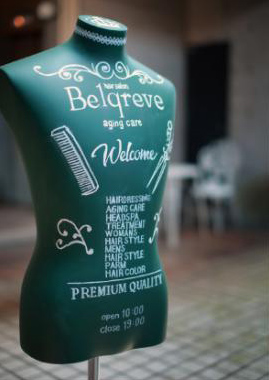 hair salon
Belgreve
aging care
Welcome
HAIRDRESSING
AGING CARE
HEADSPA
TREATMENT
WOMANS
HAIR STYLE
MENS
HAIR STYLE
PARM
HAIR COLOR
PREMIUM QUALITY
open 10:00
close 19:00